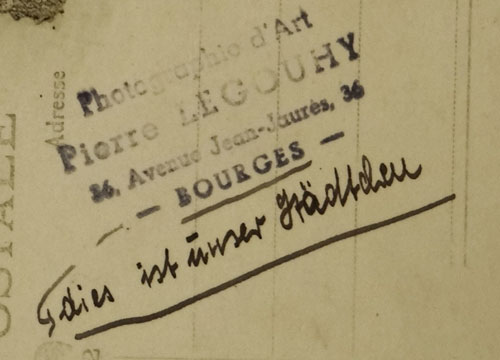 Photographie d'Art
Pierre LEGOUHY
36, Avenue Jean-Jaurès, 36
— BOURGES —
dies ist unser Städtchen
Adresse